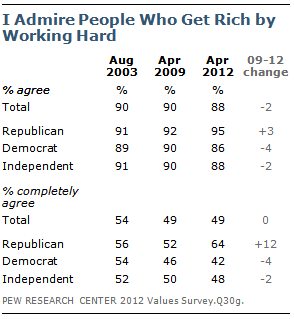 I Admire People Who Get Rich by
Working Hard
Aug 2003 Apr 2009 Apr 2012 09-12 change
% agree % % %
Total 90 90 88 -2
Republican 91 92 95 +3
Democrat 89 90 86 -4
Independent 91 90 88 -2
% completely
agree
Total 54 49 49 0
Republican 56 52 64 +12
Democrat 54 46 42 -4
Independent 52 50 48 -2
PEW RESEARCH CENTER 2012 Values Survey.Q30g.